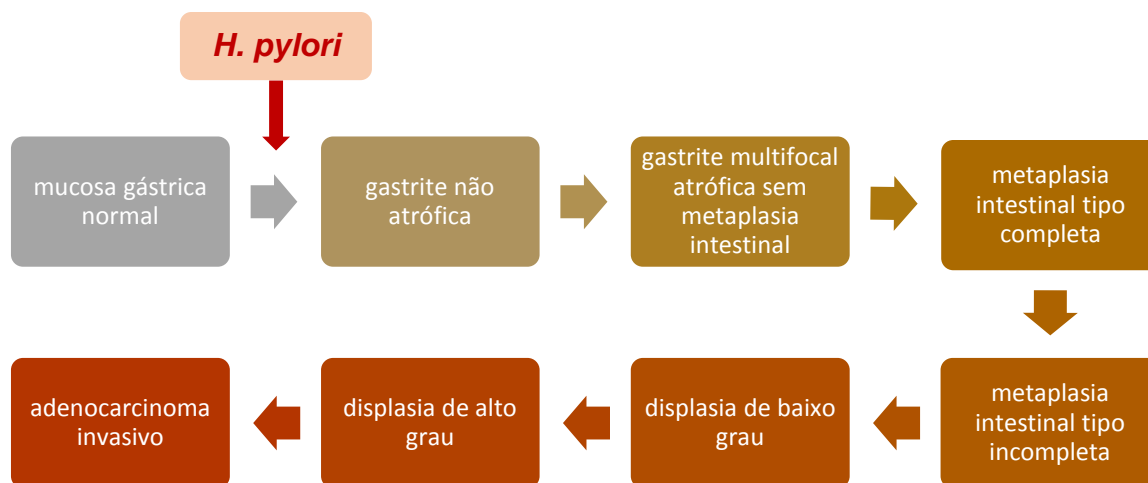 H. pylori
mucosa gástrica
normal
gastrite não
atrófica
gastrite multifocal
atrófica sem
metaplasia
intestinal
metaplasia
intestinal tipo
completa
metaplasia
intestinal tipo
incompleta
displasia de baixo
grau
displasia de alto
grau
adenocarcinoma
invasivo